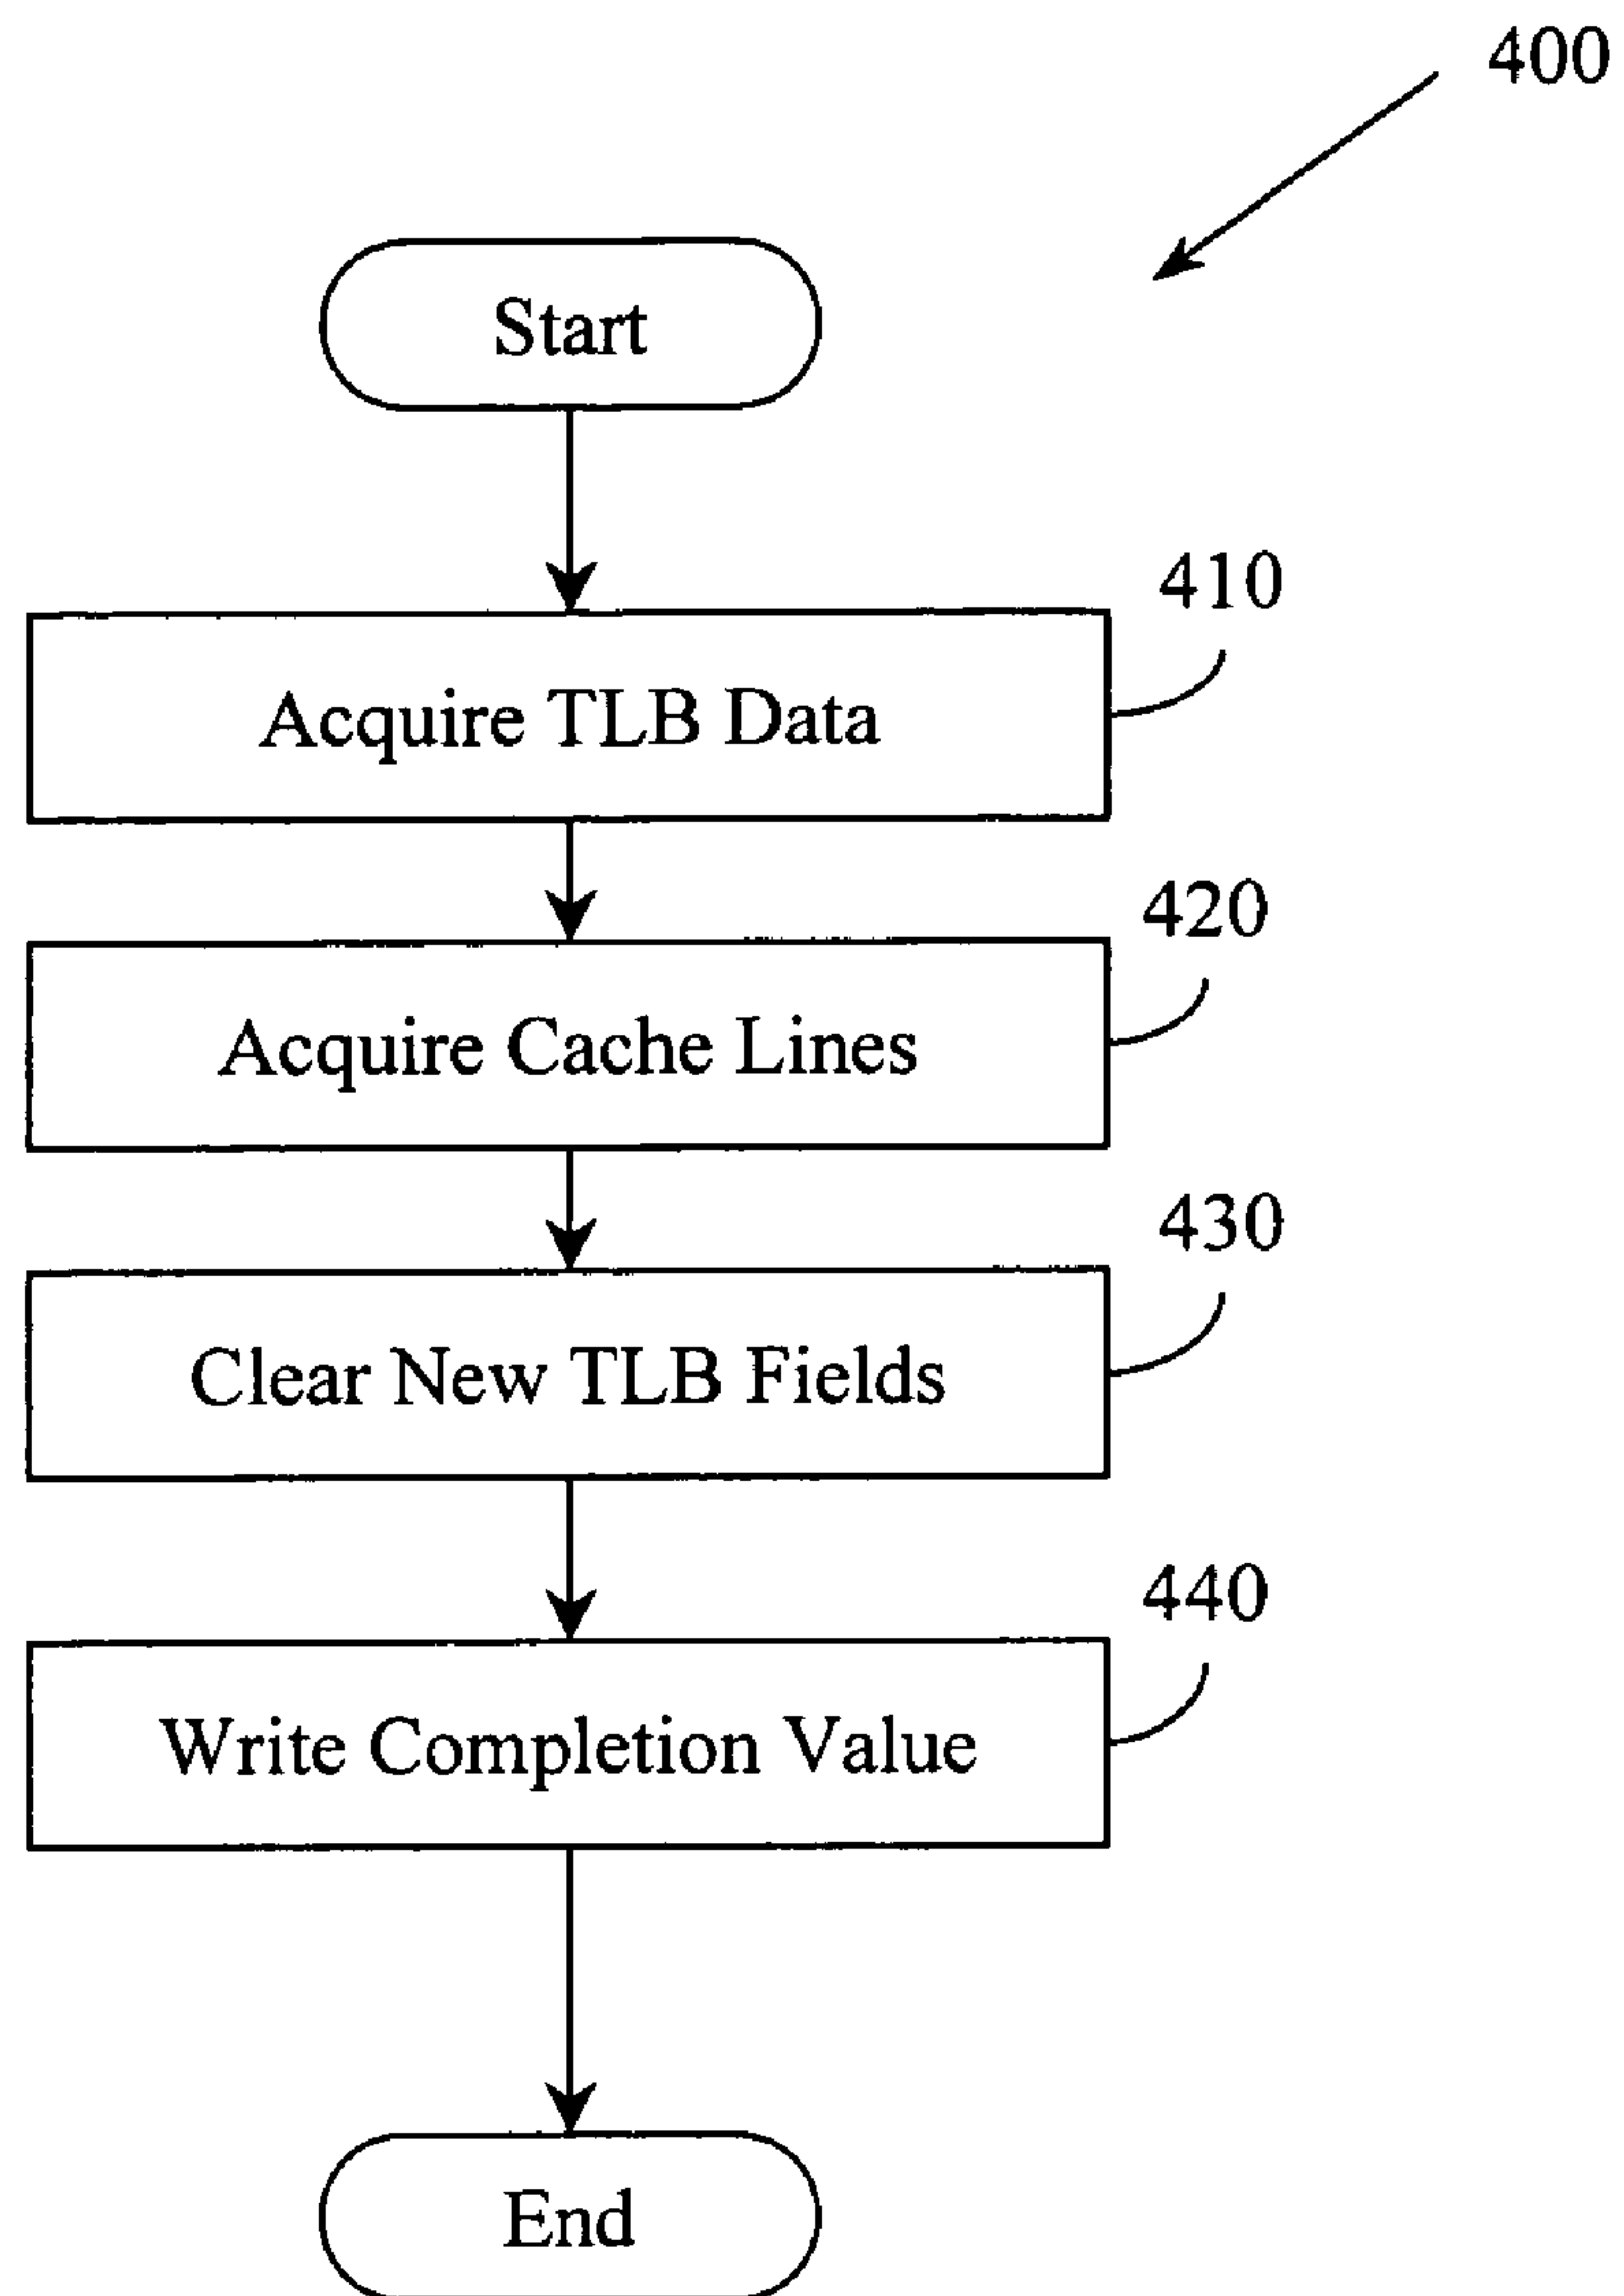 400
Start
410
Acquire TLB Data
420
Acquire Cache Lines
430
Clear New TLB Fields
440
Write Completion Value
End